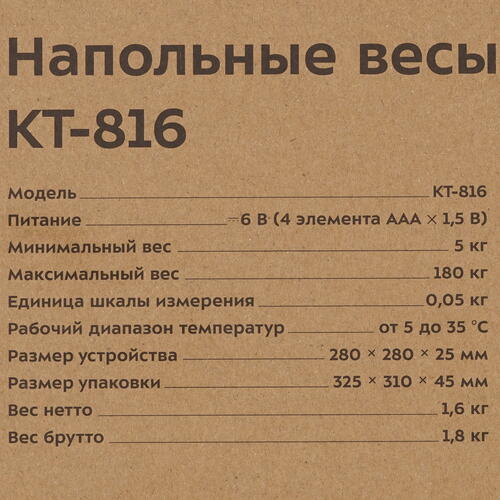 Напольные весы
КТ-816
Модель КТ-816
Питание ⎓6 В (4 элемента ААА × 1,5 В)
Минимальный вес 5 кг
Максимальный вес 180 кг
Единица шкалы измерения 0,05 кг
Рабочий диапазон температур от 5 до 35 °С
Размер устройства 280 × 280 × 25 мм
Размер упаковки 325 × 310 × 45 мм
Вес нетто 1,6 кг
Вес брутто 1,8 кг